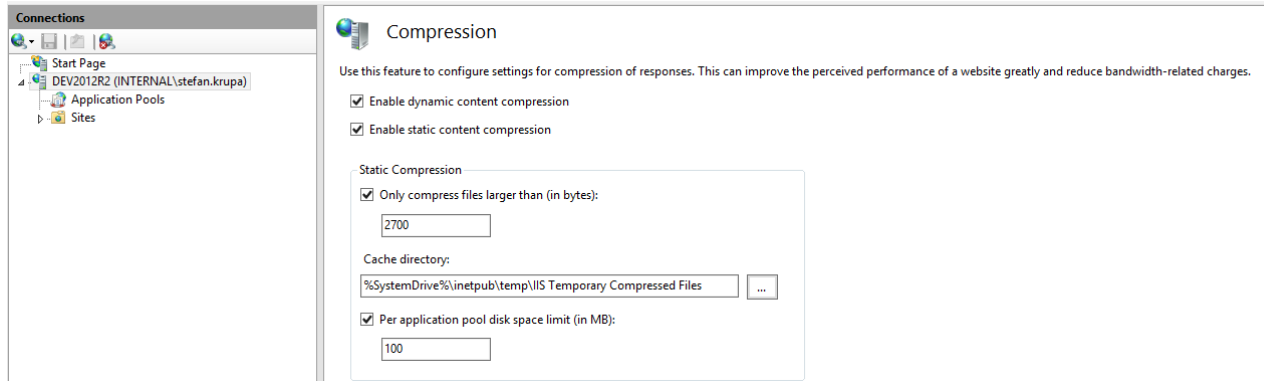 Connections
Start Page
DEV2012R2 (INTERNAL\stefan.krupa)
Application Pools
Sites
Compression
Use this feature to configure settings for compression of responses. This can improve the perceived performance of a website greatly and reduce bandwidth-related charges.
Enable dynamic content compression
Enable static content compression
Static Compression
Only compress files larger than (in bytes):
2700
Cache directory:
%SystemDrive%\inetpub\temp\IIS Temporary Compressed Files
...
Per application pool disk space limit (in MB):
100